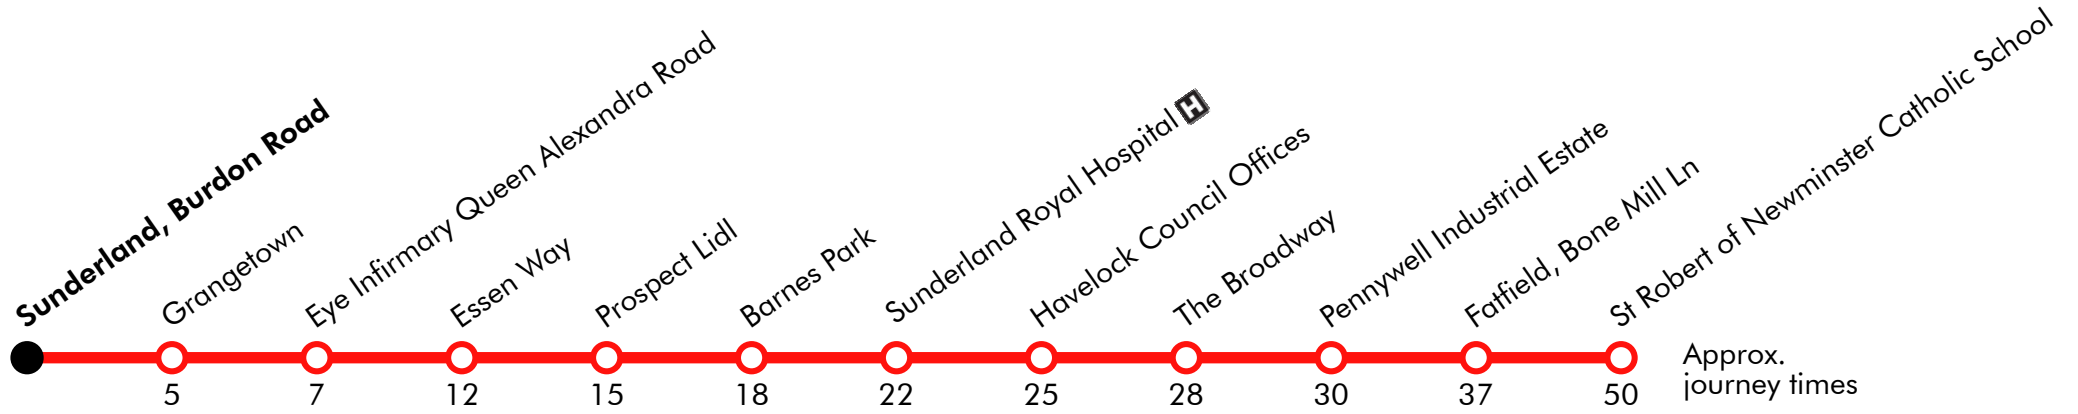 Sunderland, Burdon Road
Grangetown
Eye Infirmary Queen Alexandra Road
Essen Way
Prospect Lidl
Barnes Park
Sunderland Royal Hospital H
Havelock Council Offices
The Broadway
Pennywell Industrial Estate
Fatfield, Bone Mill Ln
St Robert of Newminster Catholic School
5 7 12 15 18 22 25 28 30 37 50
Approx.
journey times